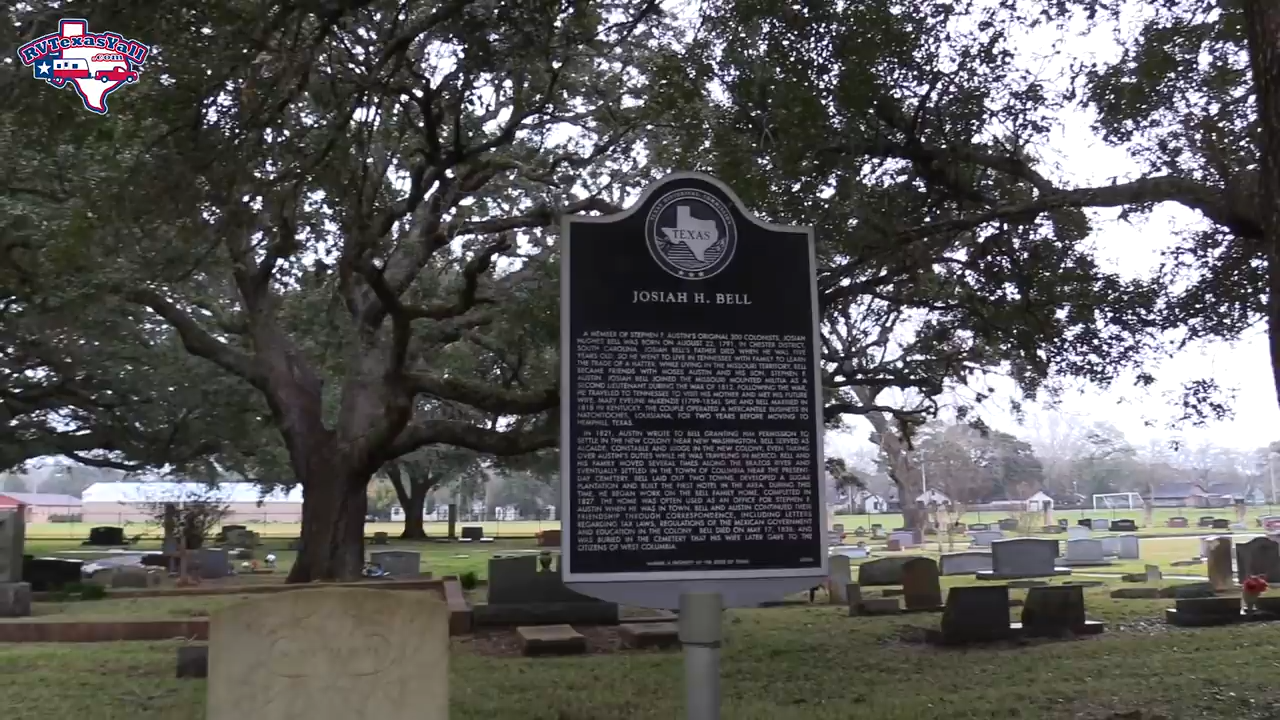 RVTexasYall
.com
TEXAS HISTORICAL COMMISSION
TEXAS
JOSIAH H. BELL
A MEMBER OF STEPHEN F. AUSTIN'S ORIGINAL 300 COLONISTS, JOSIAH
HUGHES BELL WAS BORN ON AUGUST 22, 1791, IN CHESTER DISTRICT,
SOUTH CAROLINA. JOSIAH BELL'S FATHER DIED WHEN HE WAS FIVE
YEARS OLD, SO HE WENT TO LIVE IN TENNESSEE WITH FAMILY TO LEARN
THE TRADE OF A HATTER. WHILE LIVING IN THE MISSOURI TERRITORY, BELL
BECAME FRIENDS WITH MOSES AUSTIN AND HIS SON, STEPHEN F.
AUSTIN. JOSIAH BELL JOINED THE MISSOURI MOUNTED MILITIA AS A
SECOND LIEUTENANT DURING THE WAR OF 1812. FOLLOWING THE WAR,
HE TRAVELED TO TENNESSEE TO VISIT HIS MOTHER AND MET HIS FUTURE
WIFE, MARY EVELINE McKENZIE (1799-1856). SHE AND BELL MARRIED IN
1818 IN KENTUCKY. THE COUPLE OPERATED A MERCANTILE BUSINESS IN
NATCHITOCHES, LOUISIANA, FOR TWO YEARS BEFORE MOVING TO
HEMPHILL, TEXAS.
IN 1821, AUSTIN WROTE TO BELL GRANTING HIM PERMISSION TO
SETTLE IN THE NEW COLONY NEAR NEW WASHINGTON. BELL SERVED AS
ALCALDE, CONSTABLE AND JUDGE IN THE NEW COLONY, EVEN TAKING
OVER AUSTIN'S DUTIES WHILE HE WAS TRAVELING IN MEXICO. BELL AND
HIS FAMILY MOVED SEVERAL TIMES ALONG THE BRAZOS RIVER AND
EVENTUALLY SETTLED IN THE TOWN OF COLUMBIA NEAR THE PRESENT-
DAY CEMETERY. BELL LAID OUT TWO TOWNS, DEVELOPED A SUGAR
PLANTATION AND BUILT THE FIRST HOTEL IN THE AREA. DURING THIS
TIME, HE BEGAN WORK ON THE BELL FAMILY HOME, COMPLETED IN
1827. THE HOME WAS OFTEN USED AS AN OFFICE FOR STEPHEN F.
AUSTIN WHEN HE WAS IN TOWN. BELL AND AUSTIN CONTINUED THEIR
FRIENDSHIP THROUGH CORRESPONDENCE, INCLUDING LETTERS
REGARDING TAX LAWS, REGULATIONS OF THE MEXICAN GOVERNMENT
AND EDUCATION IN THE COLONY. BELL DIED ON MAY 17, 1838, AND
WAS BURIED IN THE CEMETERY THAT HIS WIFE LATER GAVE TO THE
CITIZENS OF WEST COLUMBIA.
MARKER IS PROPERTY OF THE STATE OF TEXAS